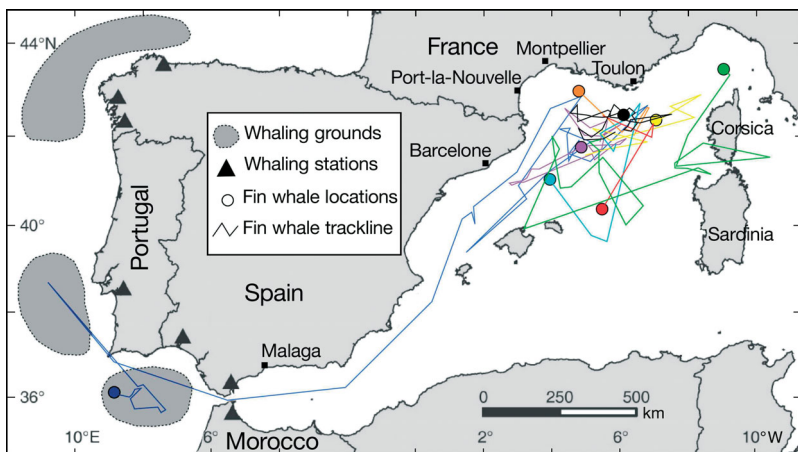 44°N
France
Montpellier
Port-la-Nouvelle
Toulon
Corsica
Barcelone
Whaling grounds
Whaling stations
Fin whale locations
Fin whale trackline
40°
Portugal
Sardinia
Spain
Malaga
36°
0 250 500
km
Morocco
10°E 6° 2° 2° 6° 10°W